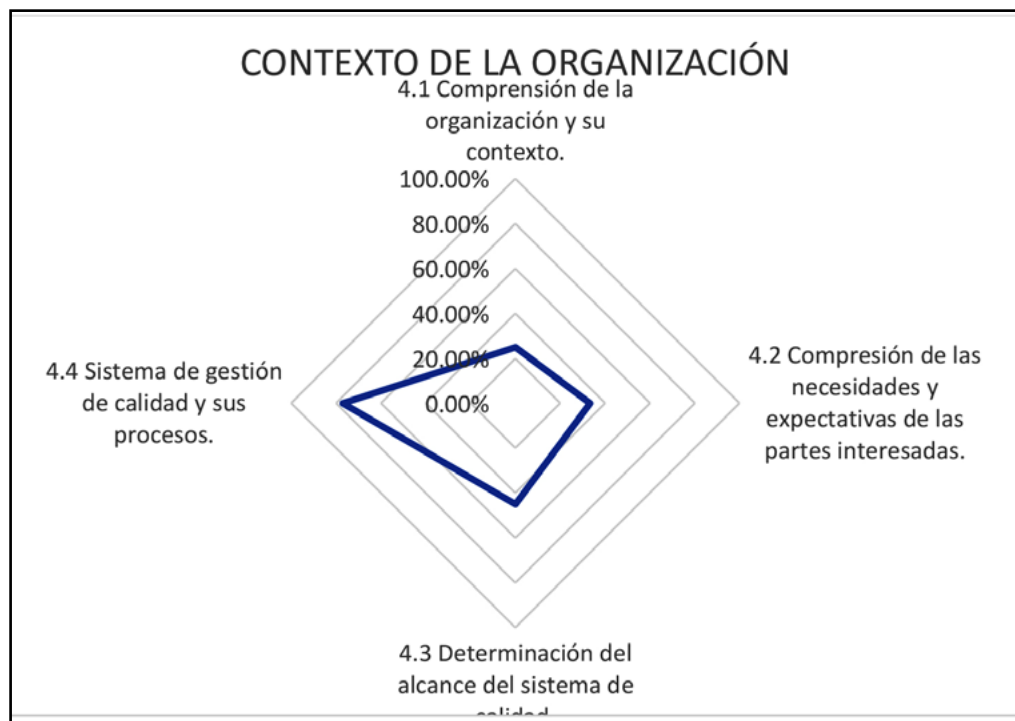 CONTEXTO DE LA ORGANIZACIÓN
4.1 Comprensión de la
organización y su
contexto.
100.00%
80.00%
60.00%
40.00%
20.00%
0.00%
4.2 Compresión de las
necesidades y
expectativas de las
partes interesadas.
4.3 Determinación del
alcance del sistema de
calidad
4.4 Sistema de gestión
de calidad y sus
procesos.